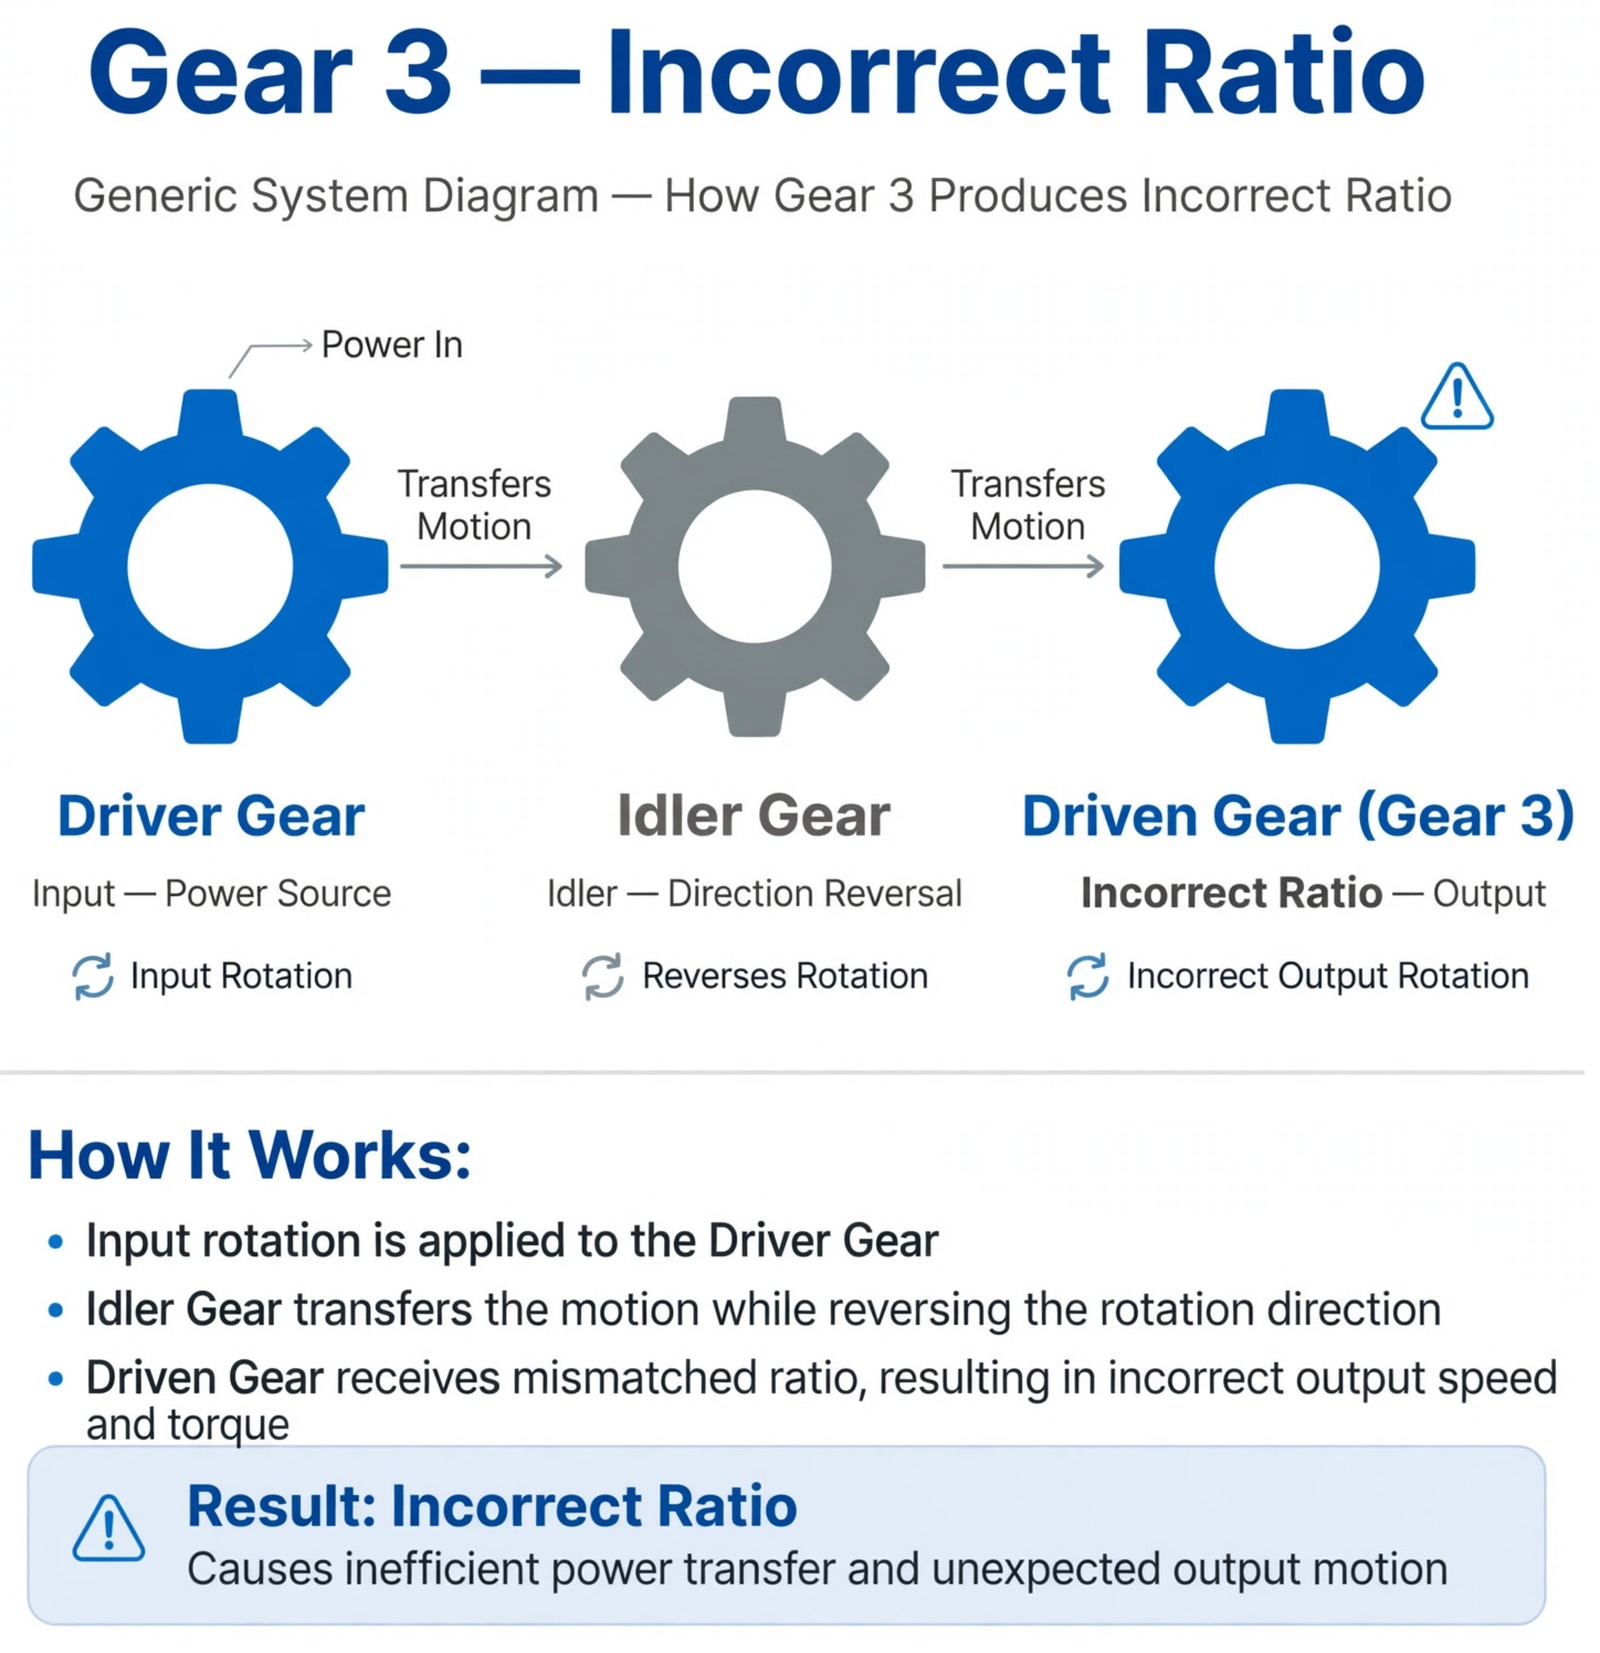 Gear 3 — Incorrect Ratio
Generic System Diagram — How Gear 3 Produces Incorrect Ratio
Power In
Transfers
Motion
Transfers
Motion
Driver Gear
Input — Power Source
Input Rotation
Idler Gear
Idler — Direction Reversal
Reverses Rotation
Driven Gear (Gear 3)
Incorrect Ratio — Output
Incorrect Output Rotation
How It Works:
• Input rotation is applied to the Driver Gear
• Idler Gear transfers the motion while reversing the rotation direction
• Driven Gear receives mismatched ratio, resulting in incorrect output speed
and torque
Result: Incorrect Ratio
Causes inefficient power transfer and unexpected output motion